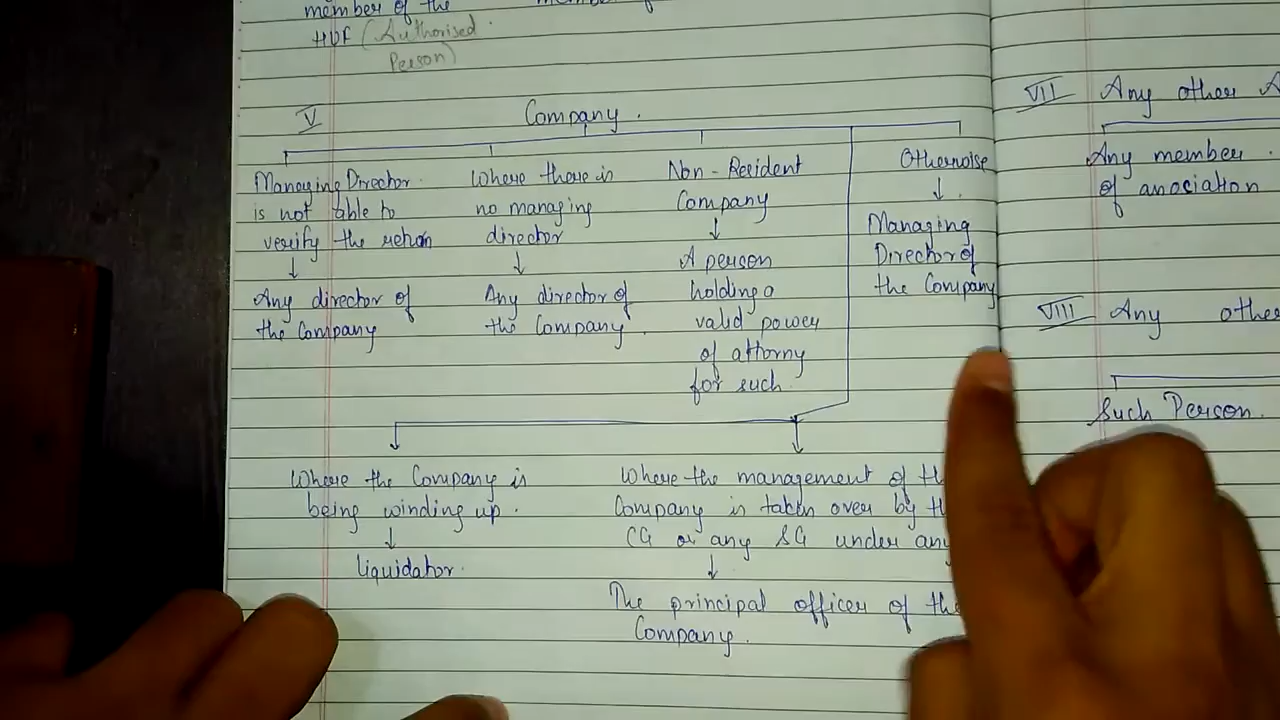 member of the
HUF (Authorised
Person)
V Company.
Managing Director
is not able to
verify the return
↓
Any director of
the Company
Where there is
no managing
director
↓
Any director of
the Company.
Non-Resident
Company
↓
A person
holding a
valid power
of attorny
for such
Otherwise
↓
Managing
Director of
the Company
Where the Company is
being winding up.
↓
liquidator.
Where the management of
Company is taken over by
CG or any SG under
↓
The principal officer of the
Company.
VII Any other
Any member
of association
VIII Any other
Such Person.